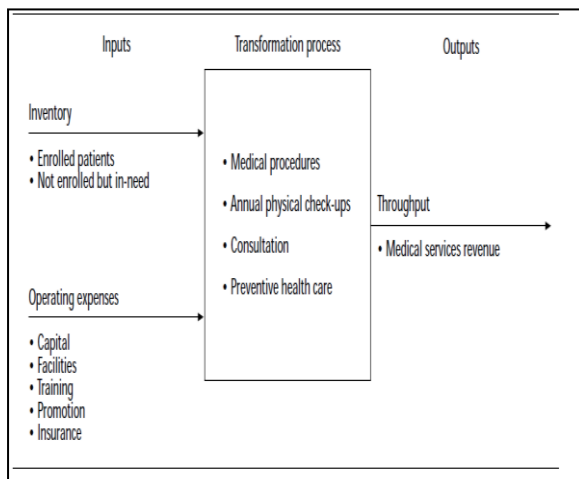 Inputs
Transformation process
Outputs
Inventory
• Enrolled patients
• Not enrolled but in-need
Operating expenses
• Capital
• Facilities
• Training
• Promotion
• Insurance
• Medical procedures
• Annual physical check-ups
• Consultation
• Preventive health care
Throughput
• Medical services revenue